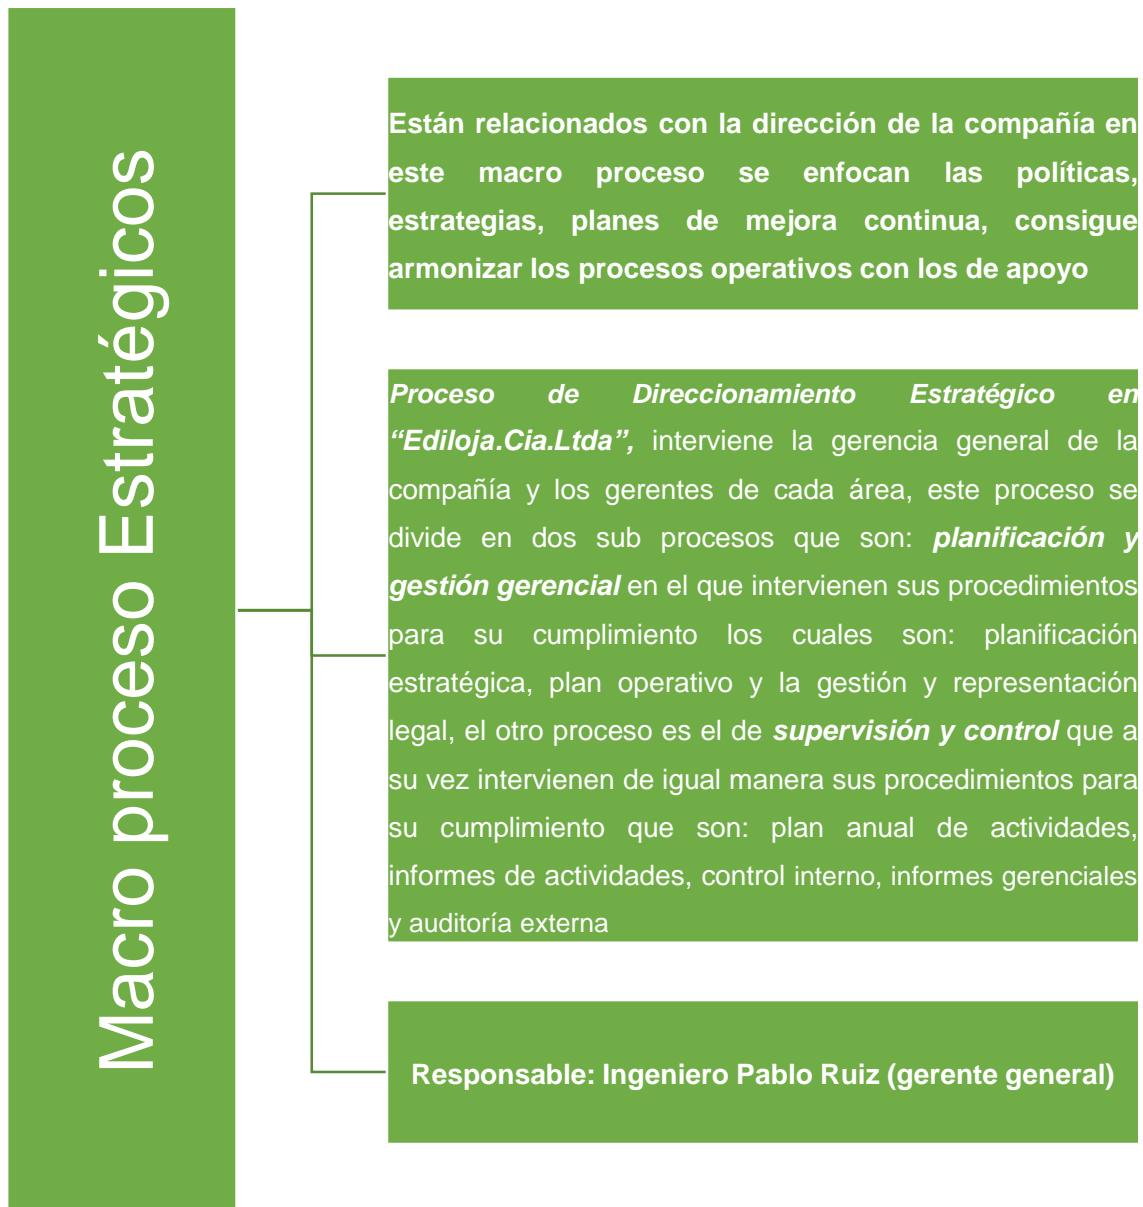 Macro proceso Estratégicos
Están relacionados con la dirección de la compañía en
este macro proceso se enfocan las políticas,
estrategias, planes de mejora continua, consigue
armonizar los procesos operativos con los de apoyo
Proceso de Direccionamiento Estratégico en
“Ediloja.Cia.Ltda”, interviene la gerencia general de la
compañía y los gerentes de cada área, este proceso se
divide en dos sub procesos que son: planificación y
gestión gerencial en el que intervienen sus procedimientos
para su cumplimiento los cuales son: planificación
estratégica, plan operativo y la gestión y representación
legal, el otro proceso es el de supervisión y control que a
su vez intervienen de igual manera sus procedimientos para
su cumplimiento que son: plan anual de actividades,
informes de actividades, control interno, informes gerenciales
y auditoría externa
Responsable: Ingeniero Pablo Ruiz (gerente general)